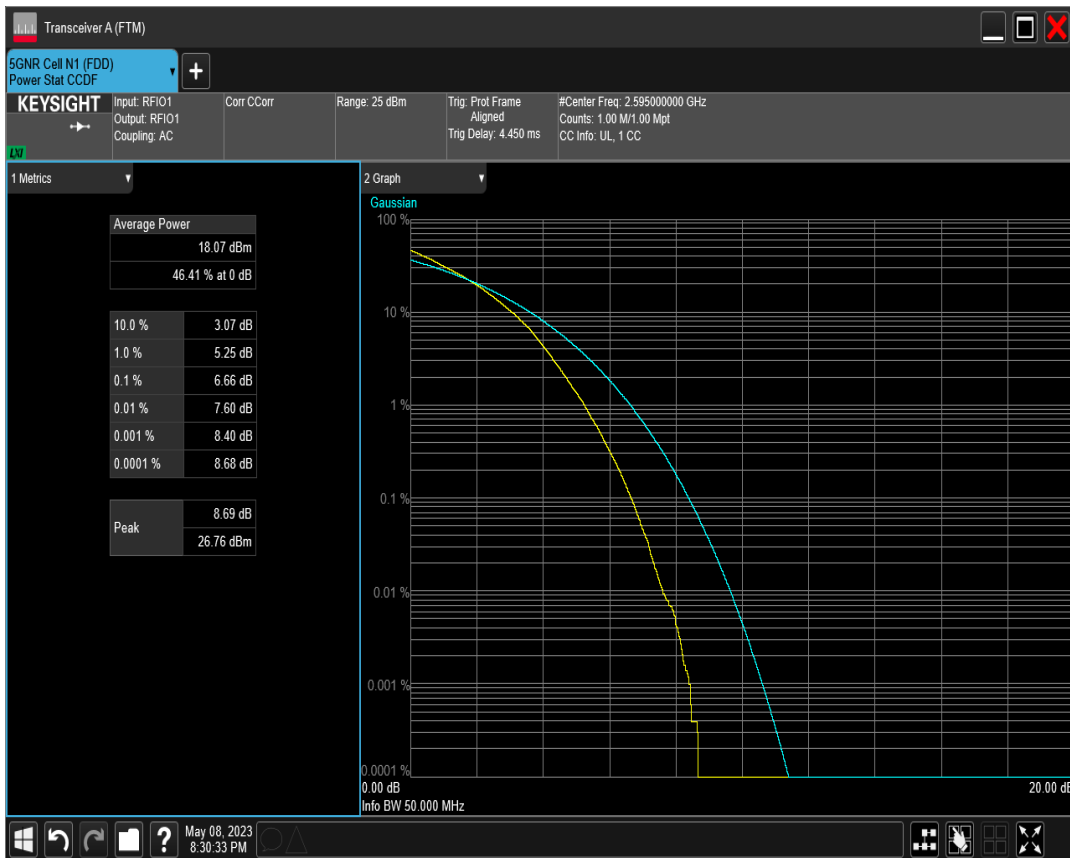 Transceiver A (FTM)
5GNR Cell N1 (FDD)
Power Stat CCDF
KEYSIGHT
LXI
Input: RFIO1
Output: RFIO1
Coupling: AC
Corr CCorr
Range: 25 dBm
Trig: Prot Frame
Aligned
Trig Delay: 4.450 ms
#Center Freq: 2.595000000 GHz
Counts: 1.00 M/1.00 Mpt
CC Info: UL, 1 CC
1 Metrics
Average Power
18.07 dBm
46.41 % at 0 dB
10.0 % 3.07 dB
1.0 % 5.25 dB
0.1 % 6.66 dB
0.01 % 7.60 dB
0.001 % 8.40 dB
0.0001 % 8.68 dB
Peak
8.69 dB
26.76 dBm
2 Graph
Gaussian
100 %
10 %
1 %
0.1 %
0.01 %
0.001 %
0.0001 %
0.00 dB 20.00 dB
Info BW 50.000 MHz
? May 08, 2023
8:30:33 PM